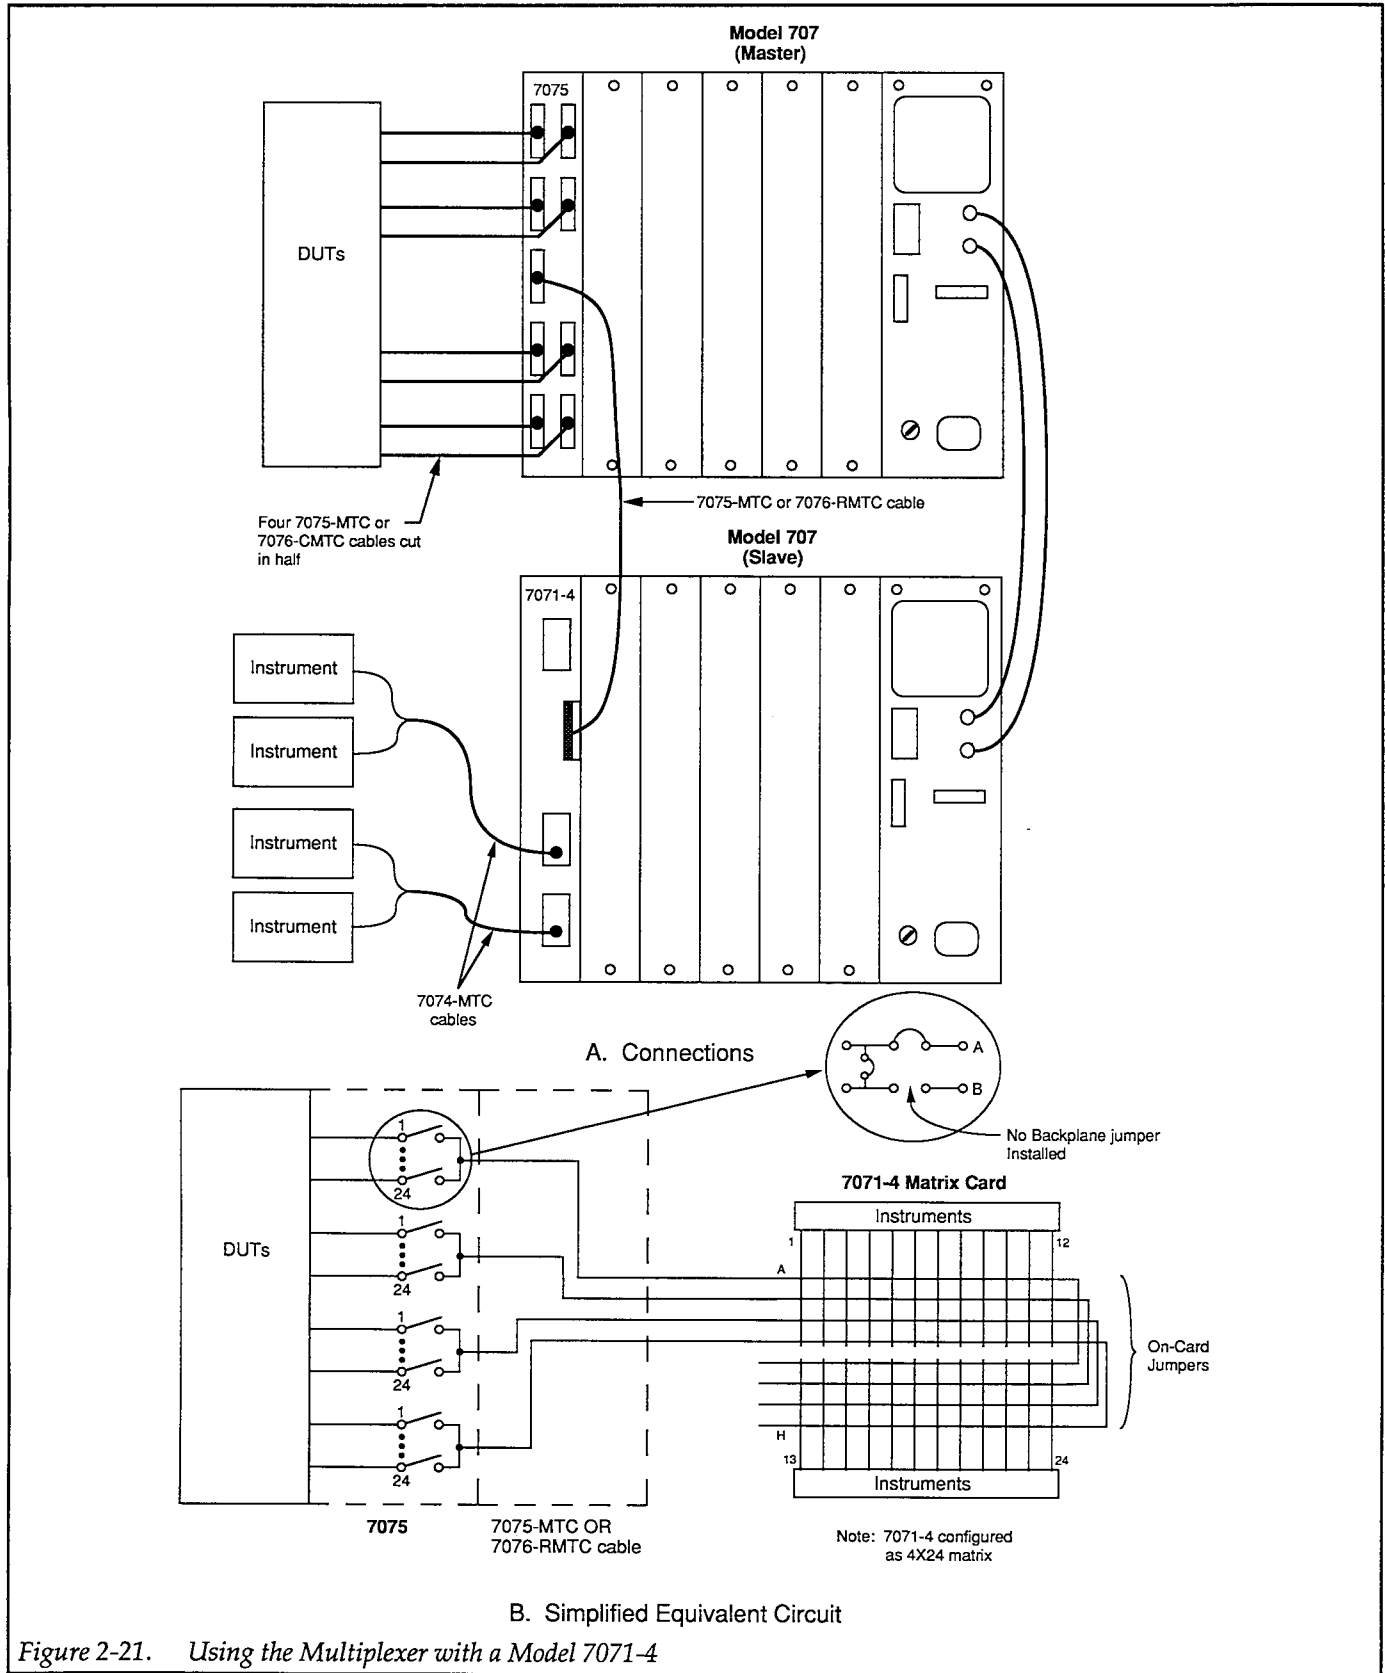 Model 707
(Master)
7075
DUTs
Four 7075-MTC or
7076-CMTC cables cut
in half
7075-MTC or 7076-RMTC cable
Model 707
(Slave)
7071-4
Instrument
Instrument
Instrument
Instrument
7074-MTC
cables
A. Connections
A
B
No Backplane jumper
Installed
DUTs
1
24
1
24
1
24
1
24
7075
7075-MTC OR
7076-RMTC cable
7071-4 Matrix Card
Instruments
1
12
A
On-Card
Jumpers
H
13
24
Instruments
Note: 7071-4 configured
as 4X24 matrix
B. Simplified Equivalent Circuit
Figure 2-21. Using the Multiplexer with a Model 7071-4